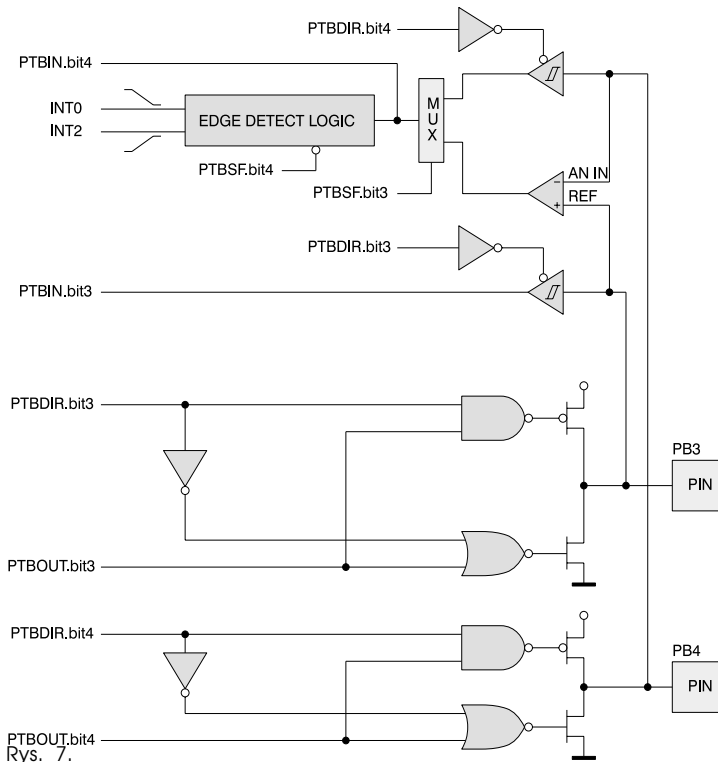 PTBDIR.bit4
PTBIN.bit4
INT0
INT2
EDGE DETECT LOGIC
MUX
PTBSF.bit4
PTBSF.bit3
AN IN
REF
−
+
PTBDIR.bit3
PTBIN.bit3
PTBDIR.bit3
PB3
PIN
PTBOUT.bit3
PTBDIR.bit4
PB4
PIN
PTBOUT.bit4
Rys. 7.